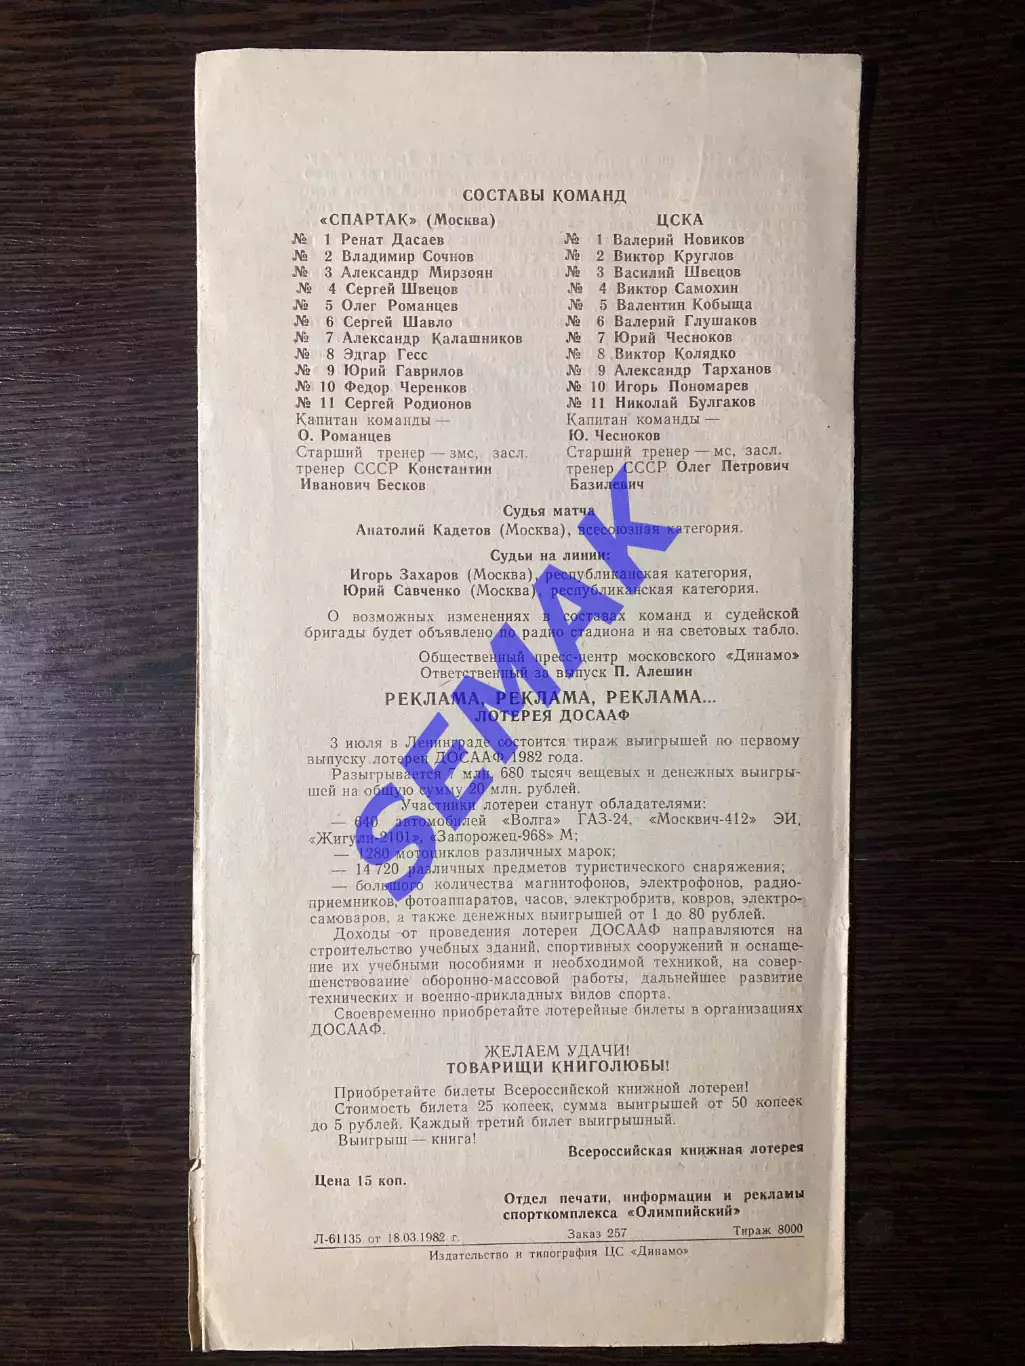 СОСТАВЫ КОМАНД
«СПАРТАК» (Москва)
№ 1 Ренат Дасаев
№ 2 Владимир Сочнов
№ 3 Александр Мирзоян
№ 4 Сергей Швецов
№ 5 Олег Романцев
№ 6 Сергей Шавло
№ 7 Александр Калашников
№ 8 Эдгар Гесс
№ 9 Юрий Гаврилов
№ 10 Федор Черенков
№ 11 Сергей Родионов
Капитан команды —
О. Романцев
Старший тренер — змс, засл.
тренер СССР Константин
Иванович Бесков
ЦСКА
№ 1 Валерий Новиков
№ 2 Виктор Круглов
№ 3 Василий Швецов
№ 4 Виктор Самохин
№ 5 Валентин Кобыща
№ 6 Валерий Глушаков
№ 7 Юрий Чесноков
№ 8 Виктор Колядко
№ 9 Александр Тарханов
№ 10 Игорь Пономарев
№ 11 Николай Булгаков
Капитан команды —
Ю. Чесноков
Старший тренер — мс, засл.
тренер СССР Олег Петрович
Базилевич
Судья матча
Анатолий Кадетов (Москва), всесоюзная категория.
Судьи на линии:
Игорь Захаров (Москва), республиканская категория,
Юрий Савченко (Москва), республиканская категория.
О возможных изменениях в составах команд и судейской
бригады будет объявлено по радио стадиона и на световых табло.
Общественный пресс-центр московского «Динамо»
Ответственный за выпуск П. Алешин
РЕКЛАМА, РЕКЛАМА, РЕКЛАМА...
ЛОТЕРЕЯ ДОСААФ
3 июля в Ленинграде состоится тираж выигрышей по первому
выпуску лотереи ДОСААФ 1982 года.
Разыгрывается 7 млн. 680 тысяч вещевых и денежных выигры-
шей на общую сумму 20 млн. рублей.
Участники лотереи станут обладателями:
— 640 автомобилей «Волга» ГАЗ-24, «Москвич-412» ЭИ,
«Жигули-2101», «Запорожец-968» М;
— 1280 мотоциклов различных марок;
— 14 720 различных предметов туристического снаряжения;
— большого количества магнитофонов, электрофонов, радио-
приемников, фотоаппаратов, часов, электробритв, ковров, электро-
самоваров, а также денежных выигрышей от 1 до 80 рублей.
Доходы от проведения лотереи ДОСААФ направляются на
строительство учебных зданий, спортивных сооружений и оснаще-
ние их учебными пособиями и необходимой техникой, на совер-
шенствование оборонно-массовой работы, дальнейшее развитие
технических и военно-прикладных видов спорта.
Своевременно приобретайте лотерейные билеты в организациях
ДОСААФ.
ЖЕЛАЕМ УДАЧИ!
ТОВАРИЩИ КНИГОЛЮБЫ!
Приобретайте билеты Всероссийской книжной лотереи!
Стоимость билета 25 копеек, сумма выигрышей от 50 копеек
до 5 рублей. Каждый третий билет выигрышный.
Выигрыш — книга!
Всероссийская книжная лотерея
Цена 15 коп.
Отдел печати, информации и рекламы
спорткомплекса «Олимпийский»
Л-61135 от 18.03.1982 г. Заказ 257 Тираж 8000
Издательство и типография ЦС «Динамо»
SEMAK